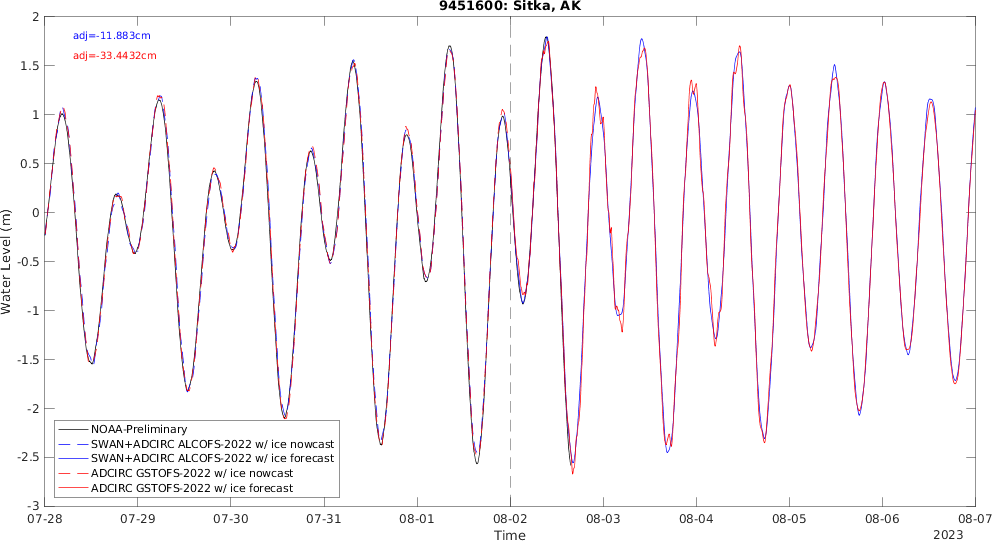 9451600: Sitka, AK
adj=-11.883cm
adj=-33.4432cm
2
1.5
1
0.5
0
-0.5
-1
-1.5
-2
-2.5
-3
Water Level (m)
NOAA-Preliminary
SWAN+ADCIRC ALCOFS-2022 w/ ice nowcast
SWAN+ADCIRC ALCOFS-2022 w/ ice forecast
ADCIRC GSTOFS-2022 w/ ice nowcast
ADCIRC GSTOFS-2022 w/ ice forecast
07-28 07-29 07-30 07-31 08-01 08-02 08-03 08-04 08-05 08-06 08-07
Time
2023